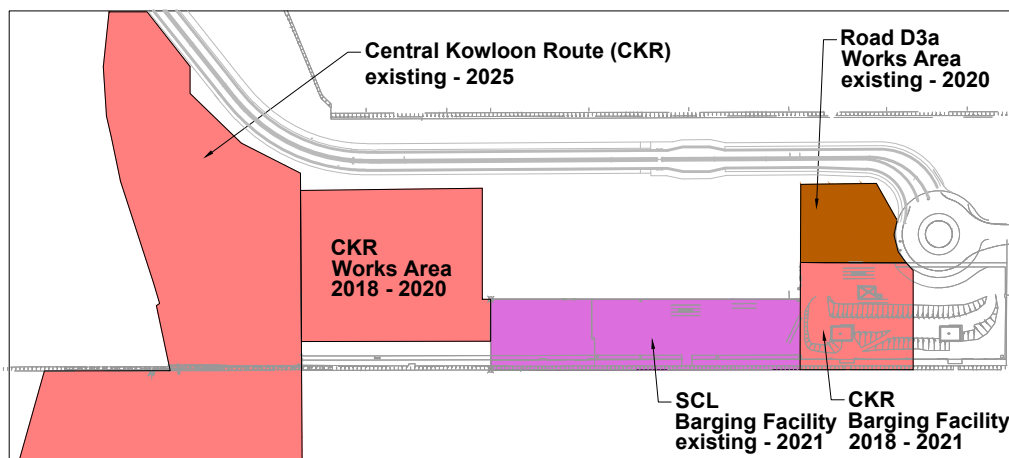 Central Kowloon Route (CKR)
existing - 2025
Road D3a
Works Area
existing - 2020
CKR
Works Area
2018 - 2020
SCL
Barging Facility
existing - 2021
CKR
Barging Facility
2018 - 2021